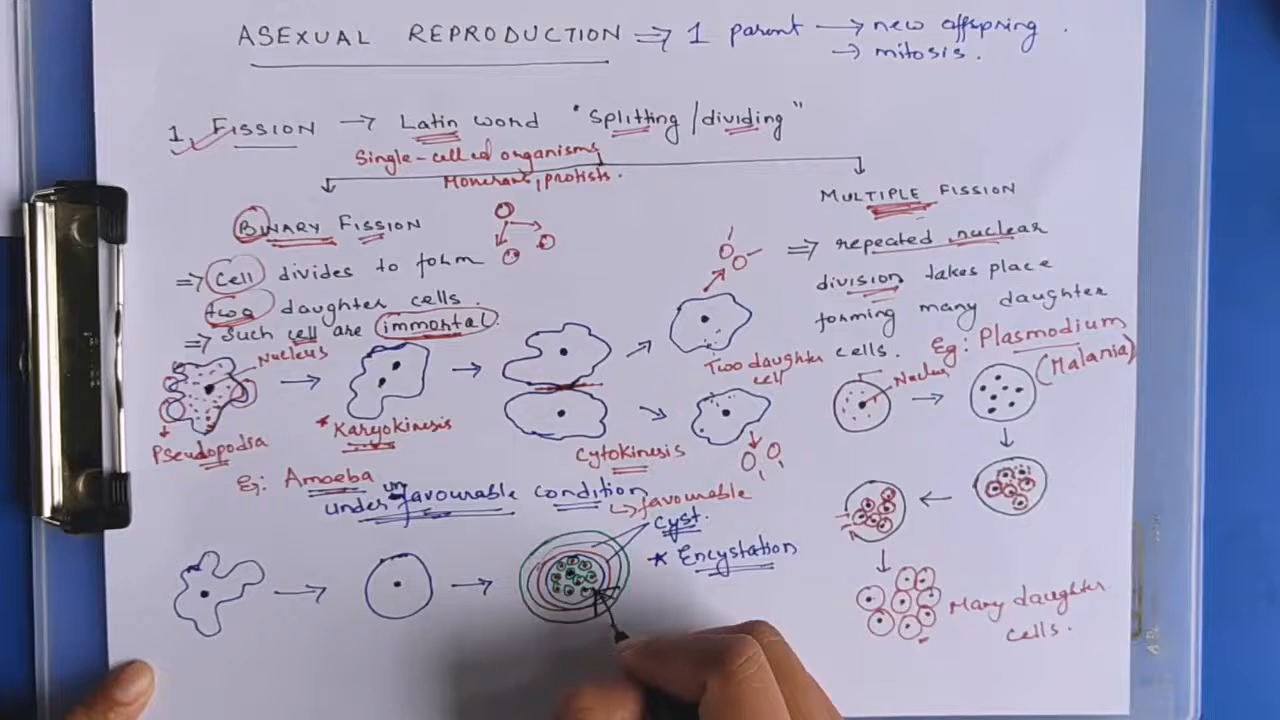 ASEXUAL REPRODUCTION ⇒ 1 parent → new offspring.
→ mitosis.
1. FISSION → Latin word "Splitting/dividing"
Single-celled organisms
Monerans, protists.
BINARY FISSION
⇒ Cell divides to form
two daughter cells.
⇒ Such cell are immortal.
Nucleus
Pseudopodia
* Karyokinesis
Cytokinesis
Two daughter
cell
Eg: Amoeba
under unfavourable condition
↳ favourable
Cyst.
* Encystation
MULTIPLE FISSION
⇒ repeated nuclear
division takes place
forming many daughter
cells. Eg: Plasmodium
(Malaria)
Nucleus
Many daughter
cells.